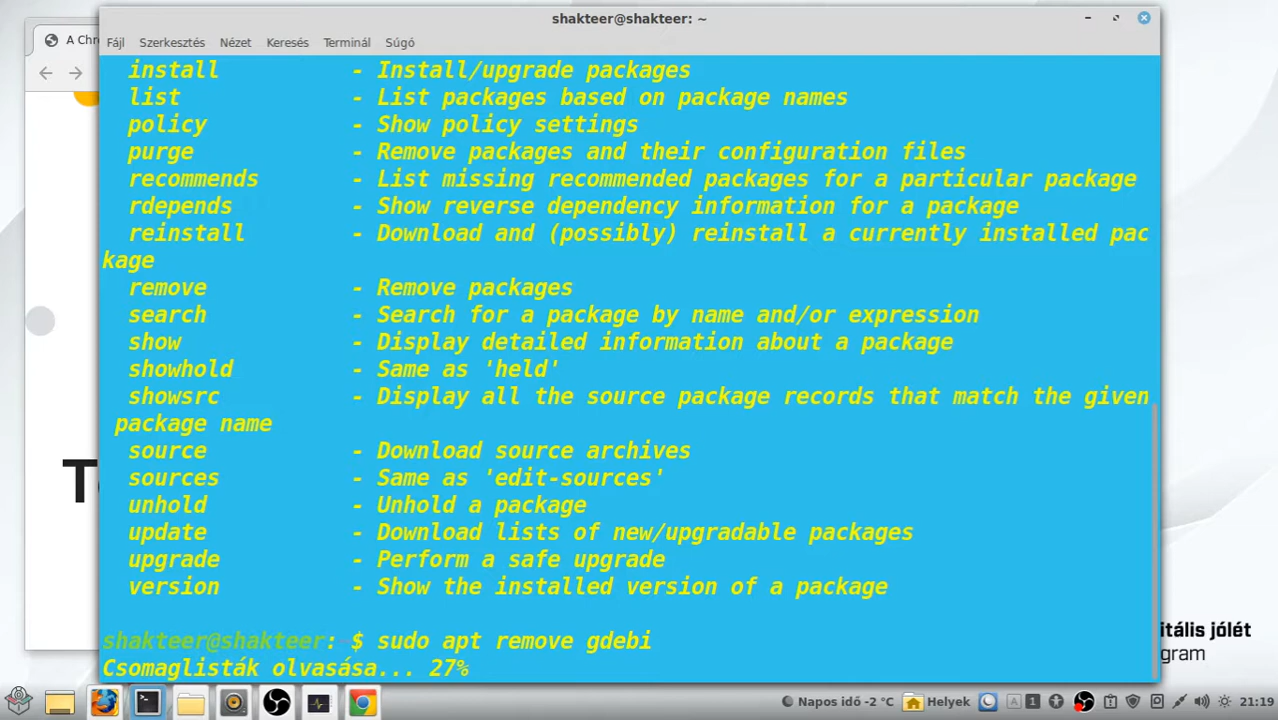 shakteer@shakteer: ~
A Chr
Fájl Szerkesztés Nézet Keresés Terminál Súgó
install - Install/upgrade packages
list - List packages based on package names
policy - Show policy settings
purge - Remove packages and their configuration files
recommends - List missing recommended packages for a particular package
rdepends - Show reverse dependency information for a package
reinstall - Download and (possibly) reinstall a currently installed pac
kage
remove - Remove packages
search - Search for a package by name and/or expression
show - Display detailed information about a package
showhold - Same as 'held'
showsrc - Display all the source package records that match the given
package name
source - Download source archives
sources - Same as 'edit-sources'
unhold - Unhold a package
update - Download lists of new/upgradable packages
upgrade - Perform a safe upgrade
version - Show the installed version of a package
shakteer@shakteer:~$ sudo apt remove gdebi
Csomaglisták olvasása... 27%
itális jólét
gram
Napos idő -2 °C Helyek A 1 21:19